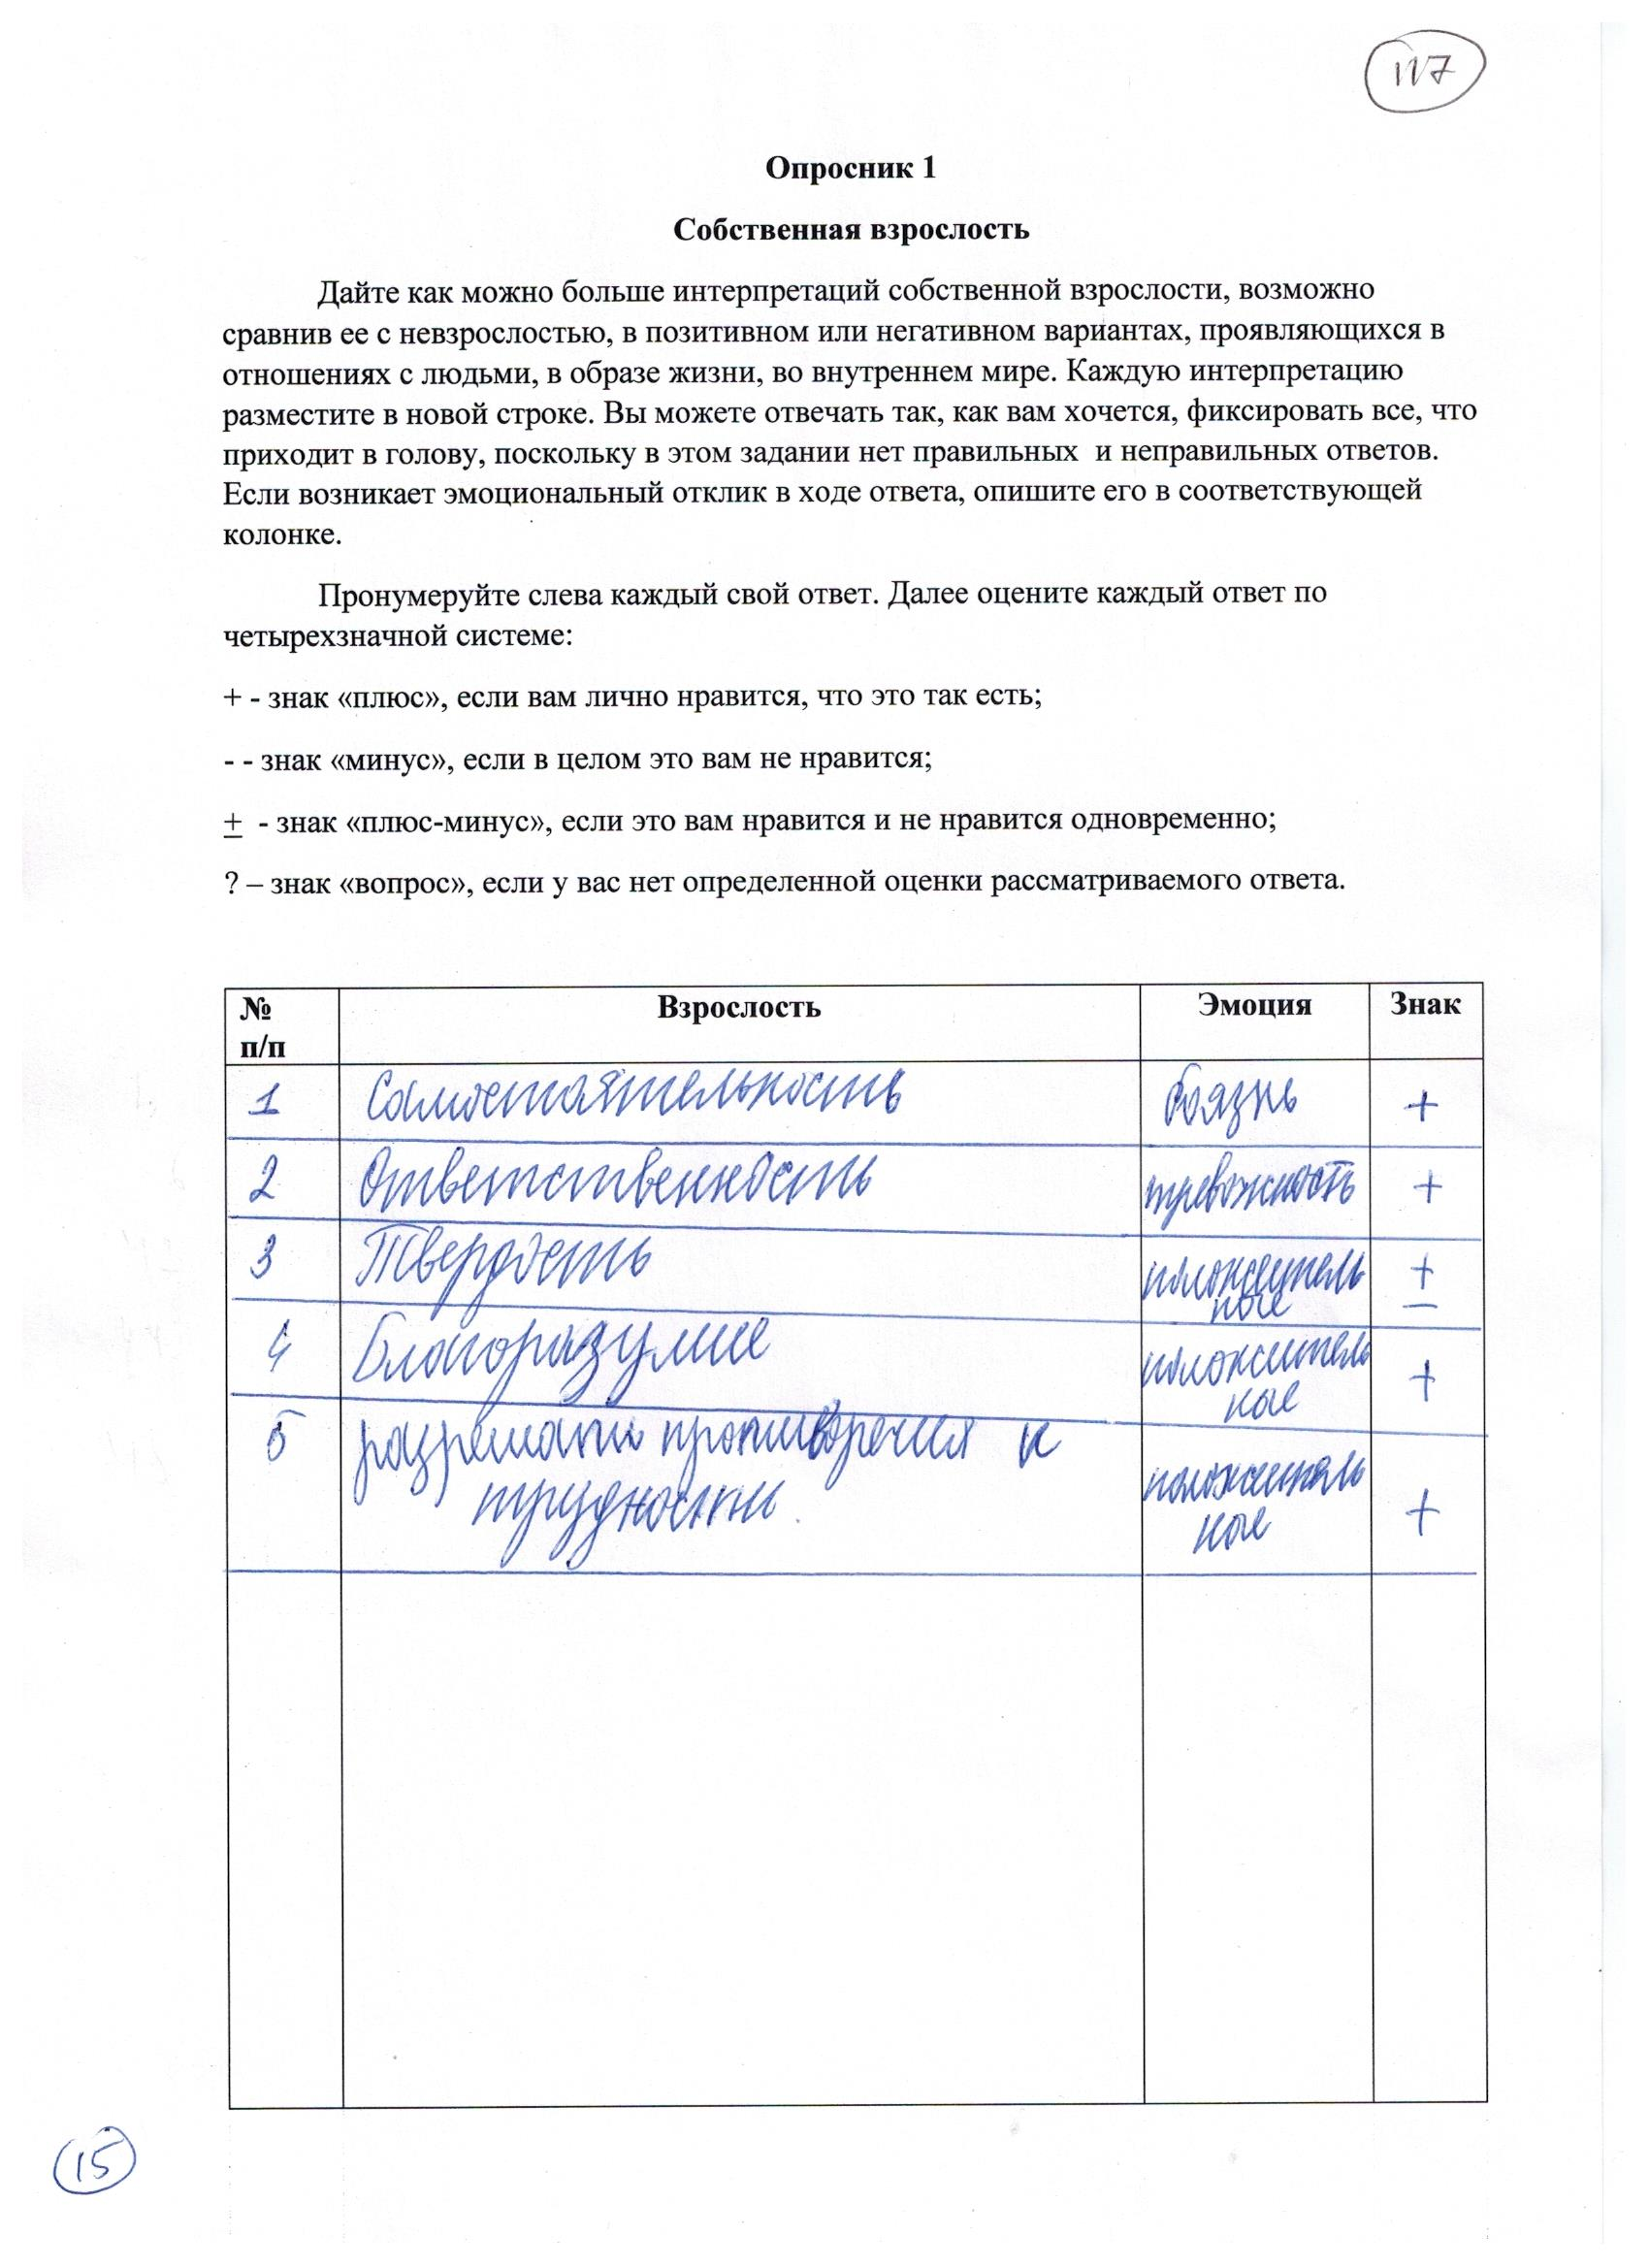 117
Опросник 1
Собственная взрослость
Дайте как можно больше интерпретаций собственной взрослости, возможно
сравнив ее с невзрослостью, в позитивном или негативном вариантах, проявляющихся в
отношениях с людьми, в образе жизни, во внутреннем мире. Каждую интерпретацию
разместите в новой строке. Вы можете отвечать так, как вам хочется, фиксировать все, что
приходит в голову, поскольку в этом задании нет правильных  и неправильных ответов.
Если возникает эмоциональный отклик в ходе ответа, опишите его в соответствующей
колонке.
Пронумеруйте слева каждый свой ответ. Далее оцените каждый ответ по
четырехзначной системе:
+ - знак «плюс», если вам лично нравится, что это так есть;
- - знак «минус», если в целом это вам не нравится;
± - знак «плюс-минус», если это вам нравится и не нравится одновременно;
? – знак «вопрос», если у вас нет определенной оценки рассматриваемого ответа.
№ п/п Взрослость Эмоция Знак
1 Самостоятельность боязнь +
2 Ответственность тревожность +
3 Твердость положитель ±
ное
4 Благоразумие положитель +
ное
5 разрешать противоречия и
трудности положитель +
ное
15